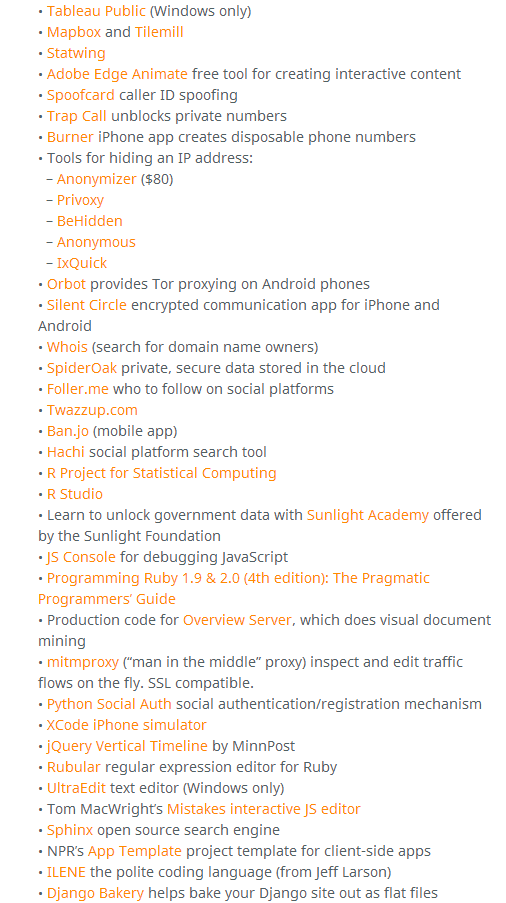 • Tableau Public (Windows only)
• Mapbox and Tilemill
• Statwing
• Adobe Edge Animate free tool for creating interactive content
• Spoofcard caller ID spoofing
• Trap Call unblocks private numbers
• Burner iPhone app creates disposable phone numbers
• Tools for hiding an IP address:
– Anonymizer ($80)
– Privoxy
– BeHidden
– Anonymous
– IxQuick
• Orbot provides Tor proxying on Android phones
• Silent Circle encrypted communication app for iPhone and
Android
• Whois (search for domain name owners)
• SpiderOak private, secure data stored in the cloud
• Foller.me who to follow on social platforms
• Twazzup.com
• Ban.jo (mobile app)
• Hachi social platform search tool
• R Project for Statistical Computing
• R Studio
• Learn to unlock government data with Sunlight Academy offered
by the Sunlight Foundation
• JS Console for debugging JavaScript
• Programming Ruby 1.9 & 2.0 (4th edition): The Pragmatic
Programmers’ Guide
• Production code for Overview Server, which does visual document
mining
• mitmproxy (“man in the middle” proxy) inspect and edit traffic
flows on the fly. SSL compatible.
• Python Social Auth social authentication/registration mechanism
• XCode iPhone simulator
• jQuery Vertical Timeline by MinnPost
• Rubular regular expression editor for Ruby
• UltraEdit text editor (Windows only)
• Tom MacWright’s Mistakes interactive JS editor
• Sphinx open source search engine
• NPR’s App Template project template for client-side apps
• ILENE the polite coding language (from Jeff Larson)
• Django Bakery helps bake your Django site out as flat files